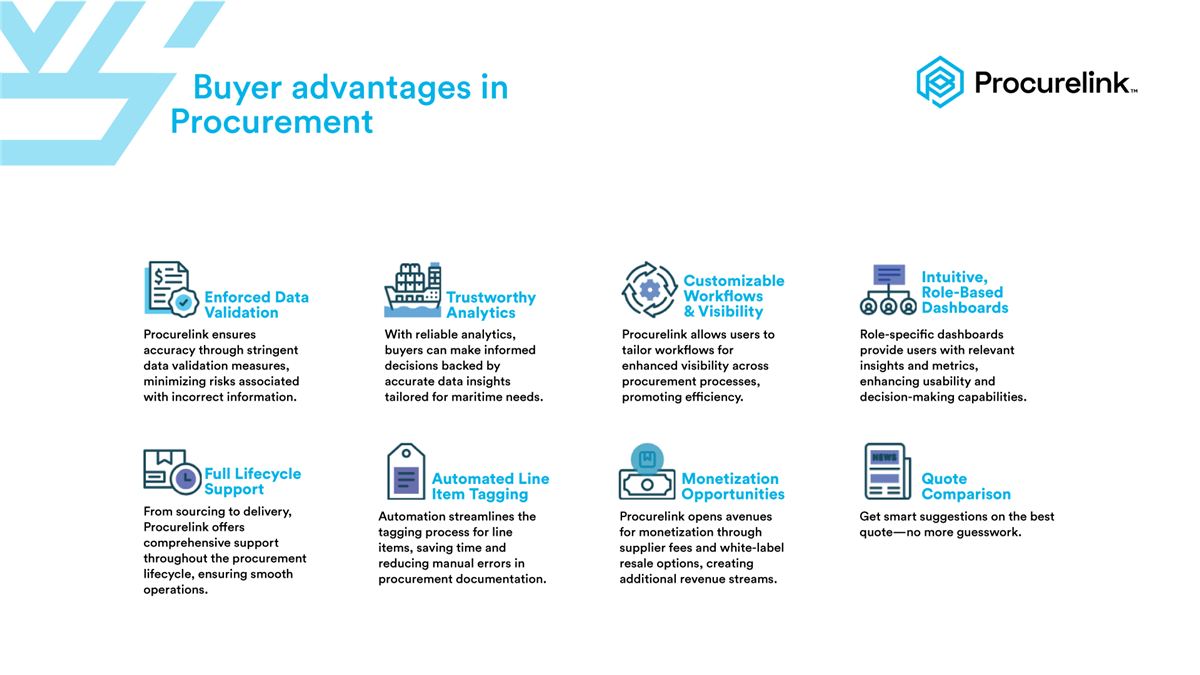 Buyer advantages in
Procurement
Procurelink™
Enforced Data
Validation
Procurelink ensures
accuracy through stringent
data validation measures,
minimizing risks associated
with incorrect information.
Trustworthy
Analytics
With reliable analytics,
buyers can make informed
decisions backed by
accurate data insights
tailored for maritime needs.
Customizable
Workflows
& Visibility
Procurelink allows users to
tailor workflows for
enhanced visibility across
procurement processes,
promoting efficiency.
Intuitive,
Role-Based
Dashboards
Role-specific dashboards
provide users with relevant
insights and metrics,
enhancing usability and
decision-making capabilities.
Full Lifecycle
Support
From sourcing to delivery,
Procurelink offers
comprehensive support
throughout the procurement
lifecycle, ensuring smooth
operations.
Automated Line
Item Tagging
Automation streamlines the
tagging process for line
items, saving time and
reducing manual errors in
procurement documentation.
Monetization
Opportunities
Procurelink opens avenues
for monetization through
supplier fees and white-label
resale options, creating
additional revenue streams.
NEWS
Quote
Comparison
Get smart suggestions on the best
quote—no more guesswork.